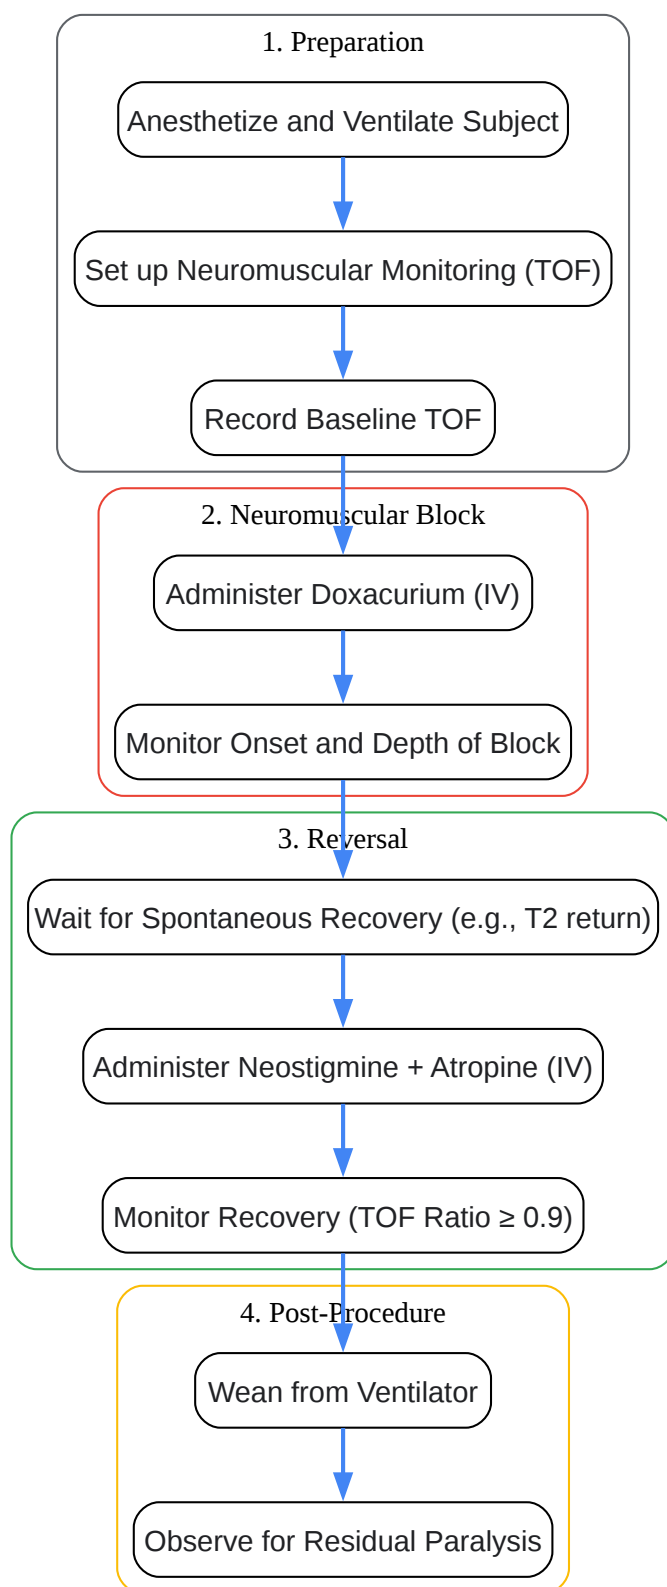 1. Preparation
Anesthetize and Ventilate Subject
Set up Neuromuscular Monitoring (TOF)
Record Baseline TOF
2. Neuromuscular Block
Administer Doxacurium (IV)
Monitor Onset and Depth of Block
3. Reversal
Wait for Spontaneous Recovery (e.g., T2 return)
Administer Neostigmine + Atropine (IV)
Monitor Recovery (TOF Ratio ≥ 0.9)
4. Post-Procedure
Wean from Ventilator
Observe for Residual Paralysis